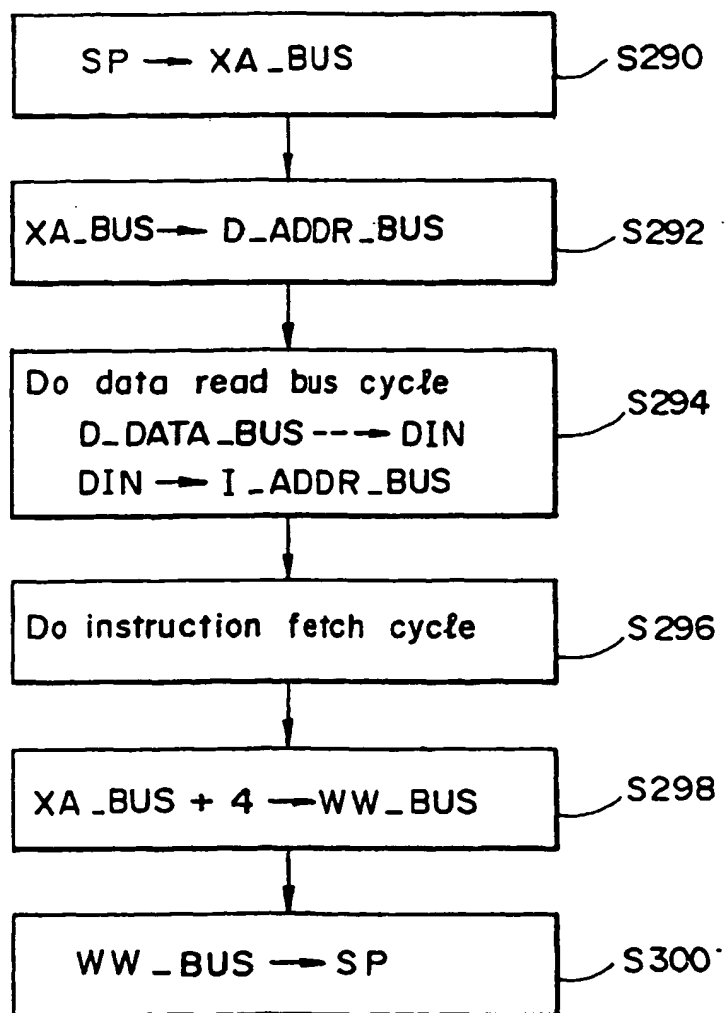 SP → XA_BUS
S290
XA_BUS → D_ADDR_BUS
S292
Do data read bus cycle
D_DATA_BUS --→ DIN
DIN → I_ADDR_BUS
S294
Do instruction fetch cycle
S296
XA_BUS + 4 → WW_BUS
S298
WW_BUS → SP
S300